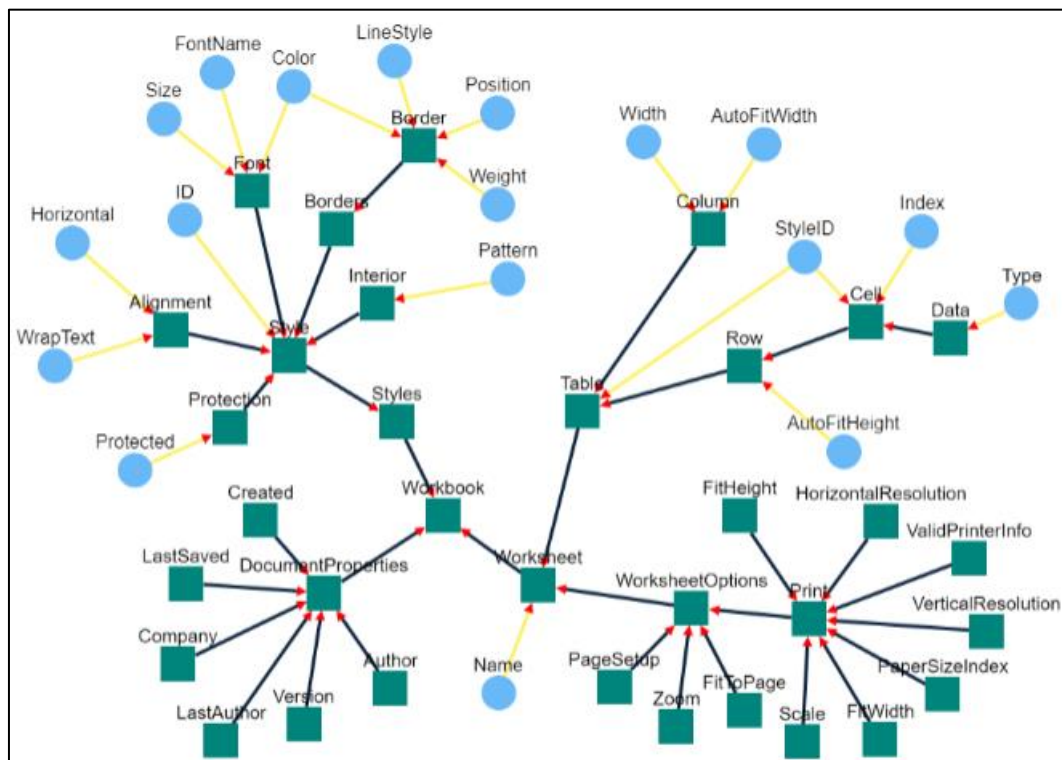 LineStyle
FontName
Color
Size
Position
Border
Width
AutoFitWidth
Font
Weight
ID
Borders
Column
Index
Horizontal
StyleID
Pattern
Interior
Type
Alignment
Cell
Data
Style
WrapText
Row
Table
Styles
Protection
AutoFitHeight
Protected
Created
Workbook
FitHeight
HorizontalResolution
LastSaved
ValidPrinterInfo
DocumentProperties
Worksheet
WorksheetOptions
Print
VerticalResolution
Company
Author
Name
PageSetup
PaperSizeIndex
Version
Zoom
FitToPage
LastAuthor
Scale
FitWidth